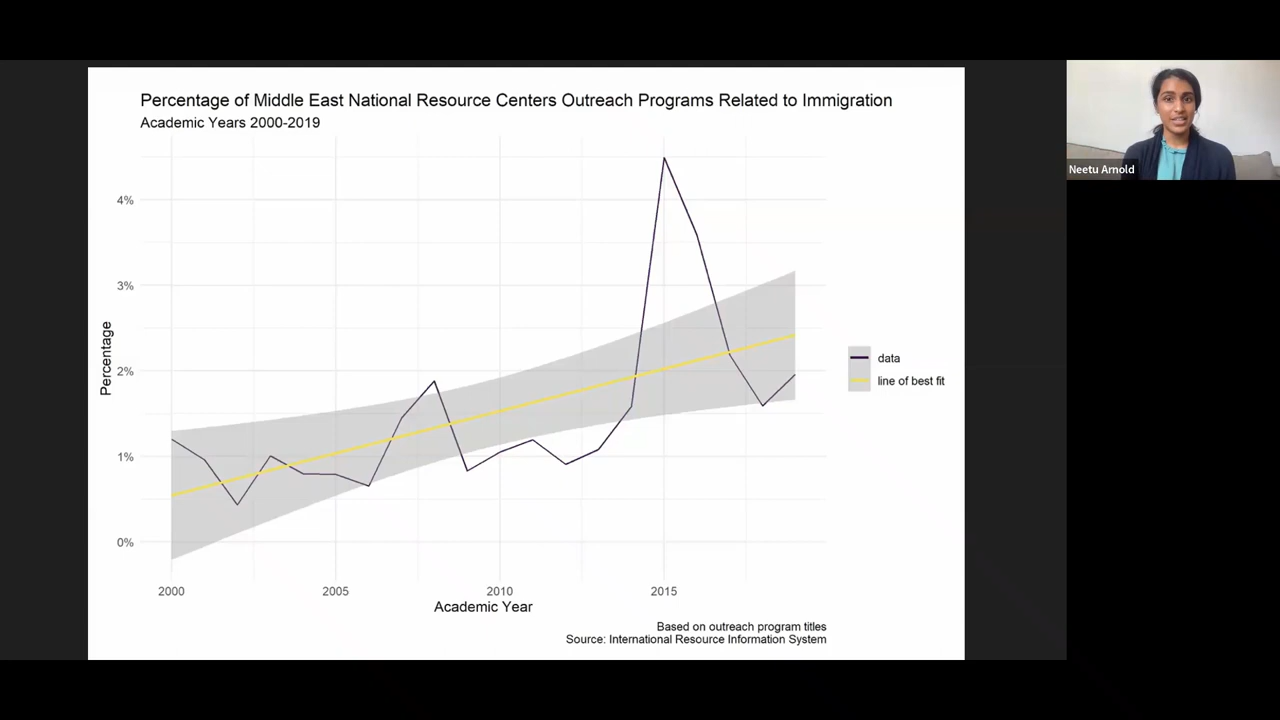 Percentage of Middle East National Resource Centers Outreach Programs Related to Immigration
Academic Years 2000-2019
Neetu Arnold
4%
3%
2%
1%
0%
Percentage
data
line of best fit
2000
2005
2010
2015
Academic Year
Based on outreach program titles
Source: International Resource Information System